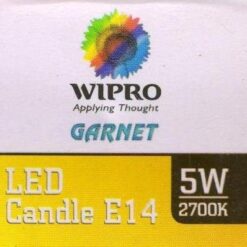 WIPRO
Applying Thought
GARNET
LED
Candle E14
5W
2700K